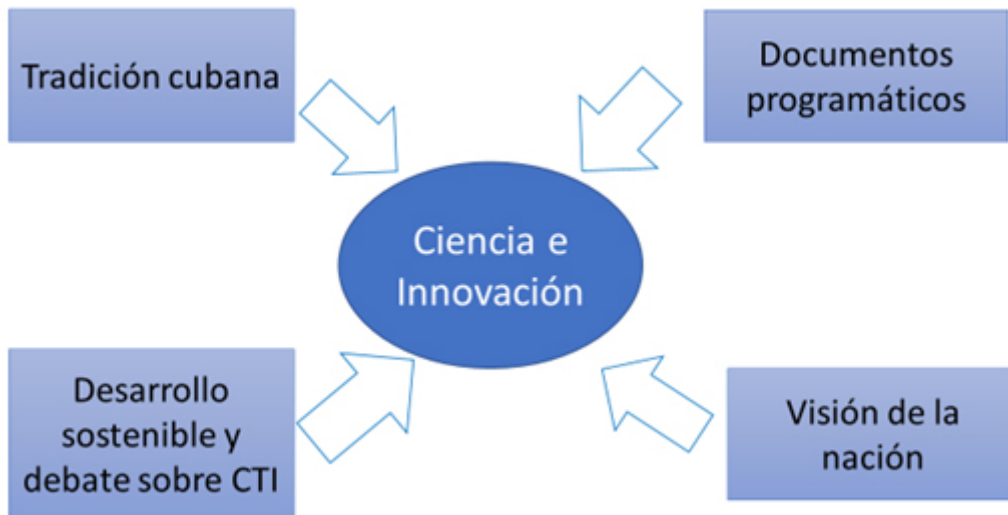 Tradición cubana
Documentos
programáticos
Ciencia e
Innovación
Desarrollo
sostenible y
debate sobre CTI
Visión de la
nación